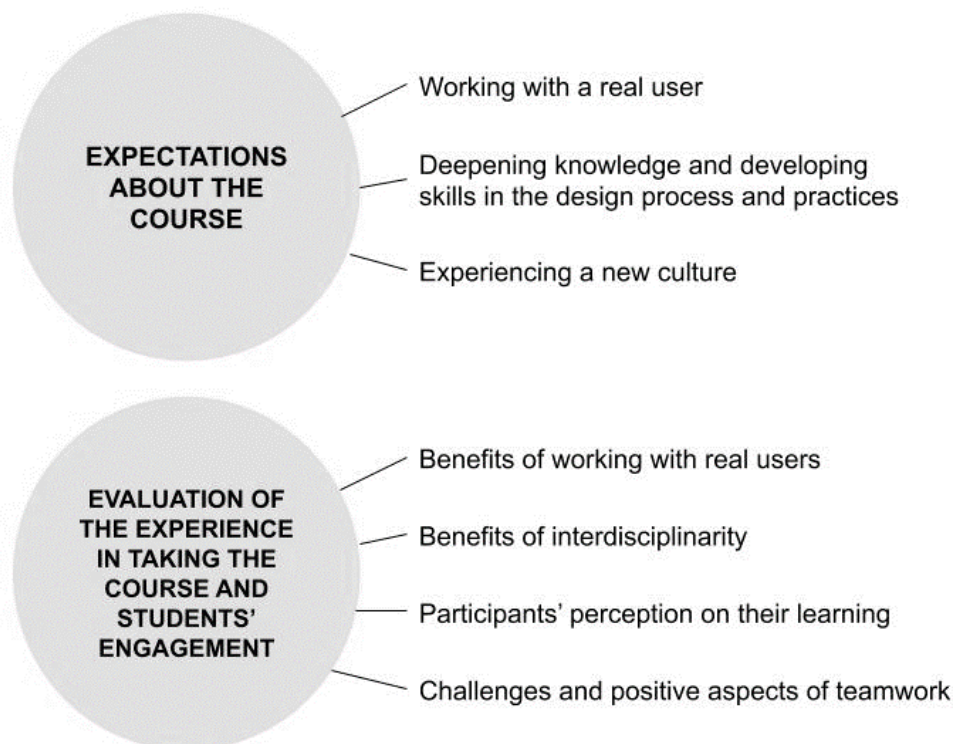 EXPECTATIONS
ABOUT THE
COURSE
Working with a real user
Deepening knowledge and developing
skills in the design process and practices
Experiencing a new culture
EVALUATION OF
THE EXPERIENCE
IN TAKING THE
COURSE AND
STUDENTS’
ENGAGEMENT
Benefits of working with real users
Benefits of interdisciplinarity
Participants’ perception on their learning
Challenges and positive aspects of teamwork